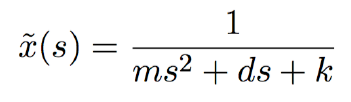 x̃(s) = 1 / (ms² + ds + k)